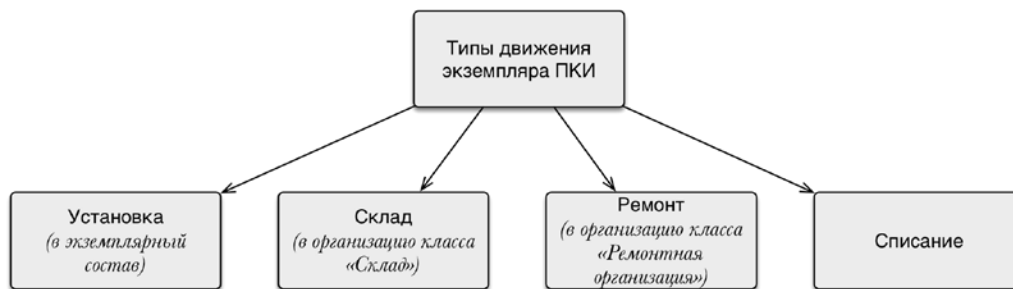 Типы движения
экземпляра ПКИ
Установка
(в экземплярный
состав)
Склад
(в организацию класса
«Склад»)
Ремонт
(в организацию класса
«Ремонтная
организация»)
Списание